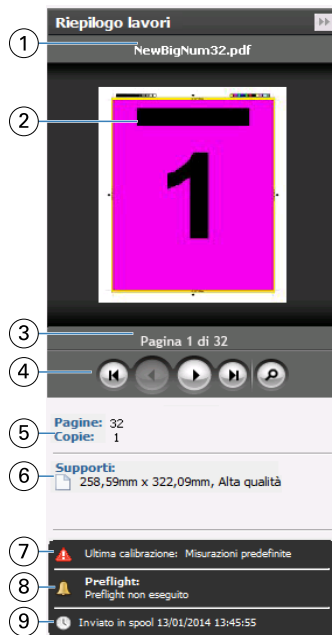 Riepilogo lavori
1
NewBigNum32.pdf
2
1
3
Pagina 1 di 32
4
5
Pagine: 32
Copie: 1
6
Supporti:
258,59mm x 322,09mm, Alta qualità
7
Ultima calibrazione: Misurazioni predefinite
8
Preflight:
Preflight non eseguito
9
Inviato in spool 13/01/2014 13:45:55